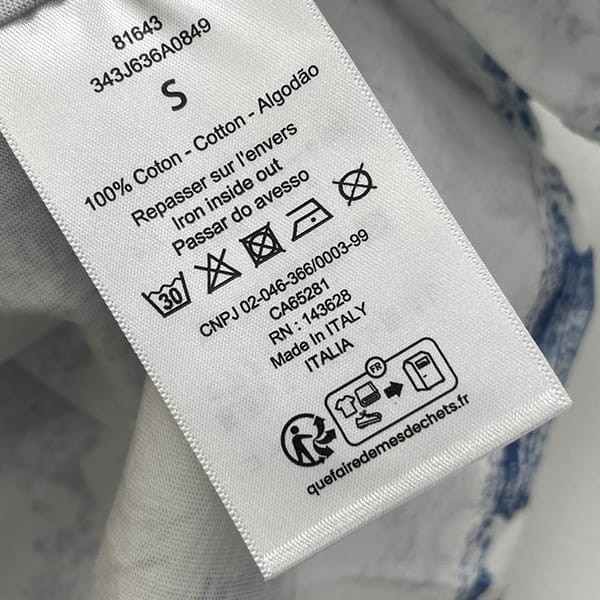 81643
343J636A0849
S
100% Coton - Cotton - Algodão
Repasser sur l'envers
Iron inside out
Passar do avesso
30
CNPJ 02-046-366/0003-99
CA65281
RN : 143628
Made In ITALY
ITALIA
FR
quefairedemesdechets.fr